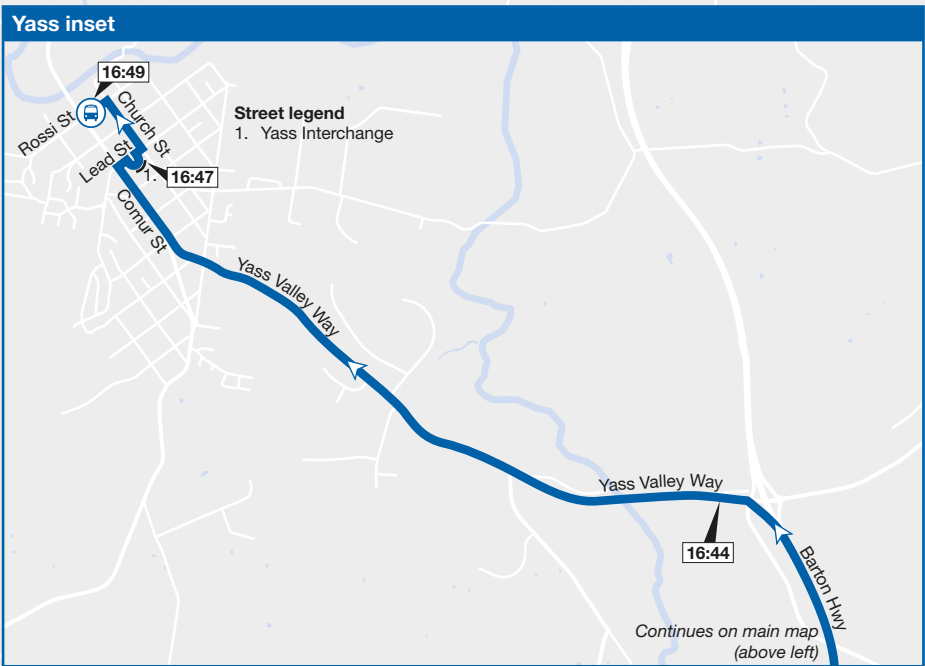 Yass inset
16:49
Church St
Rossi St
Street legend
1. Yass Interchange
Lead St
1.
16:47
Comur St
Yass Valley Way
Yass Valley Way
16:44
Barton Hwy
Continues on main map
(above left)